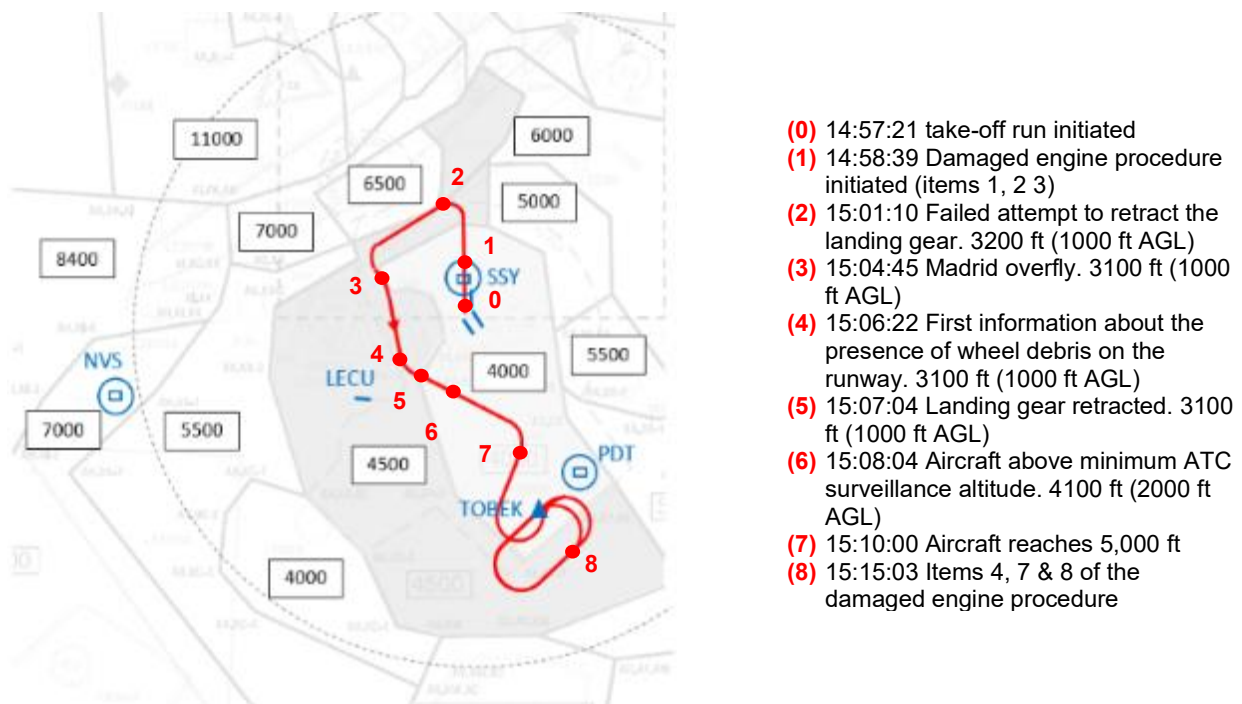 11000
6000
6500
2
5000
7000
1
8400
3
SSY
0
4
5500
NVS
LECU
4000
5
7000
5500
6
4500
7
PDT
TOBEK
8
4000
4500
(0) 14:57:21 take-off run initiated
(1) 14:58:39 Damaged engine procedure
initiated (items 1, 2 3)
(2) 15:01:10 Failed attempt to retract the
landing gear. 3200 ft (1000 ft AGL)
(3) 15:04:45 Madrid overfly. 3100 ft (1000
ft AGL)
(4) 15:06:22 First information about the
presence of wheel debris on the
runway. 3100 ft (1000 ft AGL)
(5) 15:07:04 Landing gear retracted. 3100
ft (1000 ft AGL)
(6) 15:08:04 Aircraft above minimum ATC
surveillance altitude. 4100 ft (2000 ft
AGL)
(7) 15:10:00 Aircraft reaches 5,000 ft
(8) 15:15:03 Items 4, 7 & 8 of the
damaged engine procedure